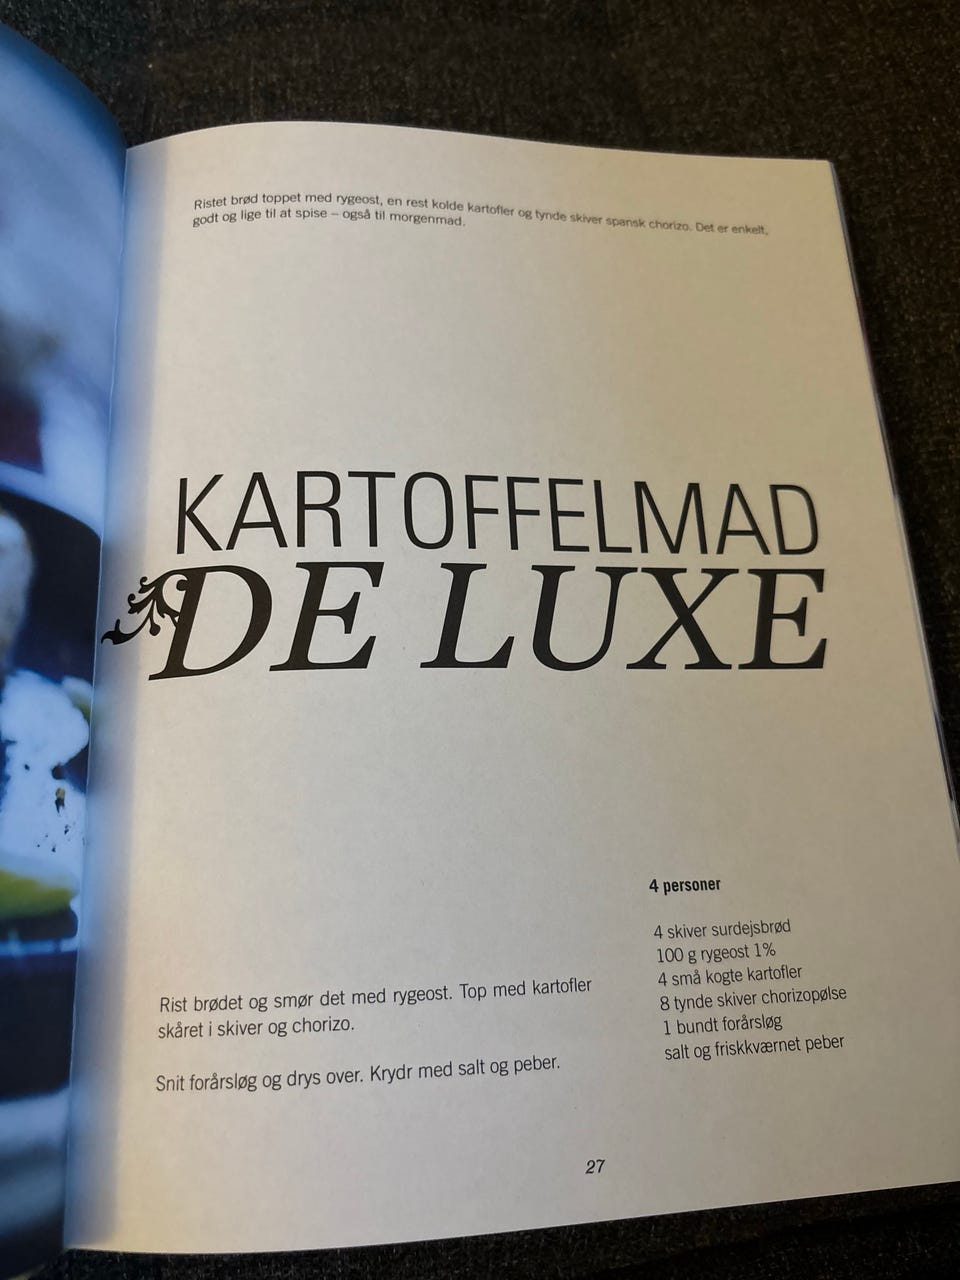 Ristet brød toppet med rygeost, en rest kolde kartofler og tynde skiver spansk chorizo. Det er enkelt,
godt og lige til at spise – også til morgenmad.
KARTOFFELMAD
DE LUXE
4 personer
4 skiver surdejsbrød
100 g rygeost 1%
4 små kogte kartofler
8 tynde skiver chorizopølse
1 bundt forårsløg
salt og friskkværnet peber
Rist brødet og smør det med rygeost. Top med kartofler
skåret i skiver og chorizo.
Snit forårsløg og drys over. Krydr med salt og peber.
27